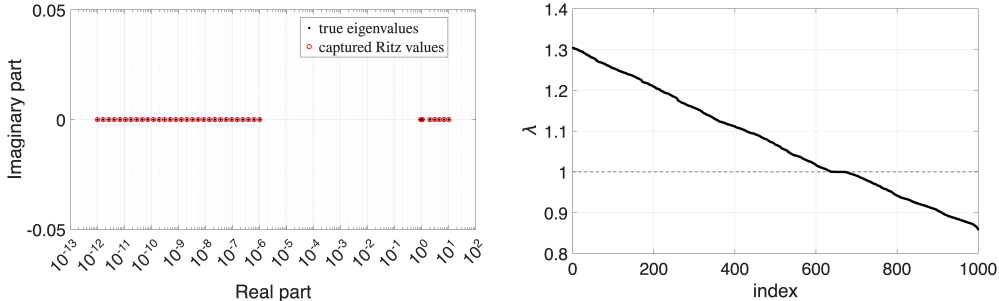 0.05
0
-0.05
Imaginary part
true eigenvalues
captured Ritz values
10^-13 10^-12 10^-11 10^-10 10^-9 10^-8 10^-7 10^-6 10^-5 10^-4 10^-3 10^-2 10^-1 10^0 10^1 10^2
Real part
1.4
1.3
1.2
1.1
1
0.9
0.8
λ
0 200 400 600 800 1000
index